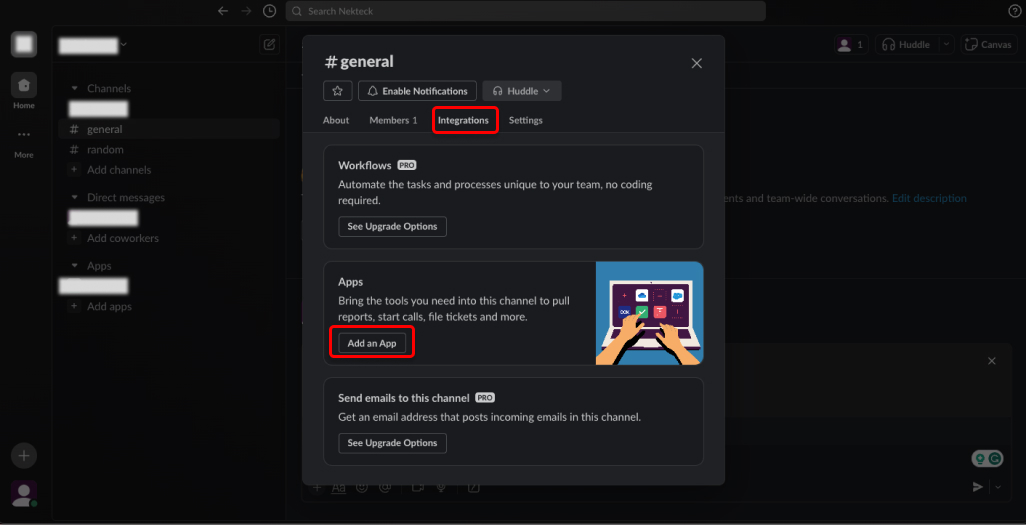 Search Nekteck
1
Huddle
Canvas
Home
More
Channels
# general
# random
+ Add channels
Direct messages
+ Add coworkers
Apps
+ Add apps
# general
Enable Notifications
Huddle
About
Members 1
Integrations
Settings
Workflows PRO
Automate the tasks and processes unique to your team, no coding
required.
See Upgrade Options
Apps
Bring the tools you need into this channel to pull
reports, start calls, file tickets and more.
Add an App
Send emails to this channel PRO
Get an email address that posts incoming emails in this channel.
See Upgrade Options
and team-wide conversations. Edit description
Aa